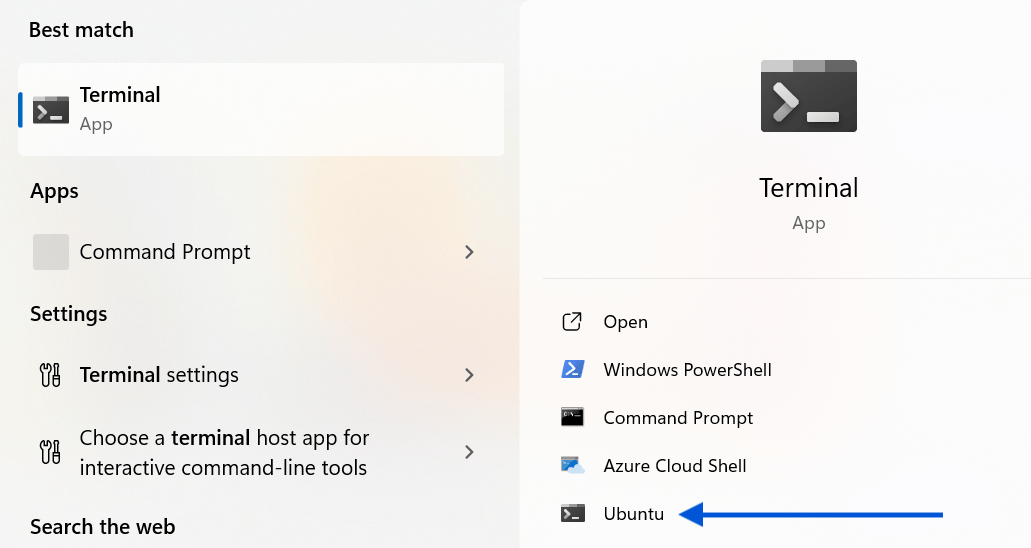 Best match
Terminal
App
Apps
Command Prompt
Settings
Terminal settings
Choose a terminal host app for
interactive command-line tools
Search the web
Terminal
App
Open
Windows PowerShell
Command Prompt
Azure Cloud Shell
Ubuntu